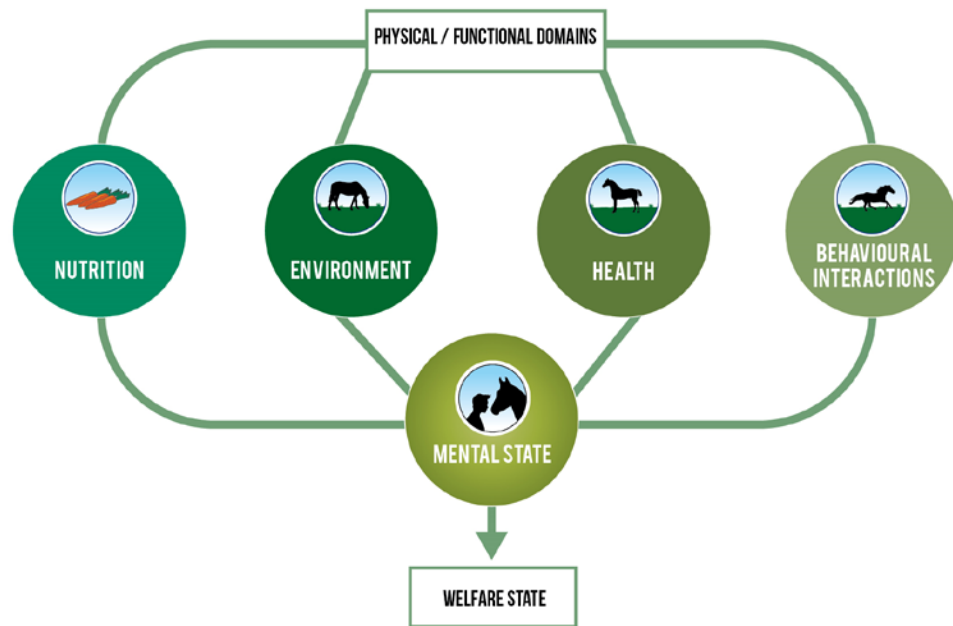 PHYSICAL / FUNCTIONAL DOMAINS
NUTRITION
ENVIRONMENT
HEALTH
BEHAVIOURAL
INTERACTIONS
MENTAL STATE
WELFARE STATE